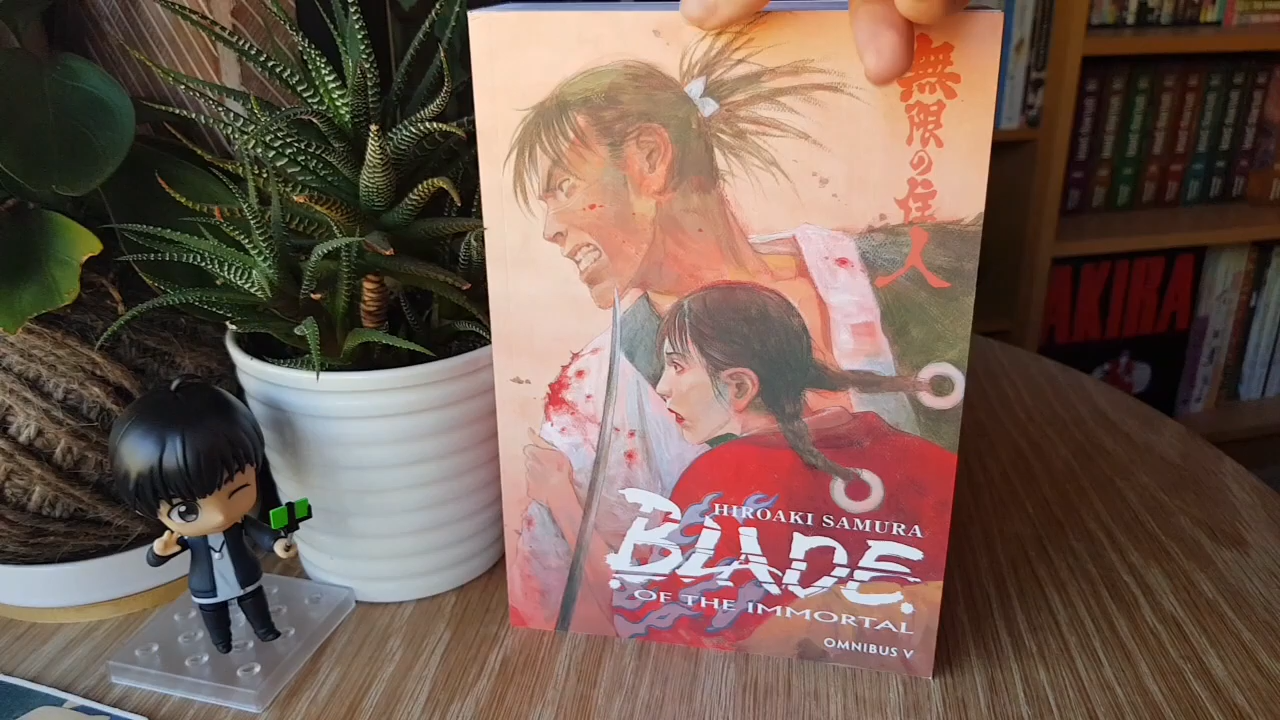 無限の住人
HIROAKI SAMURA
BLADE
OF THE IMMORTAL
OMNIBUS V
AKIRA